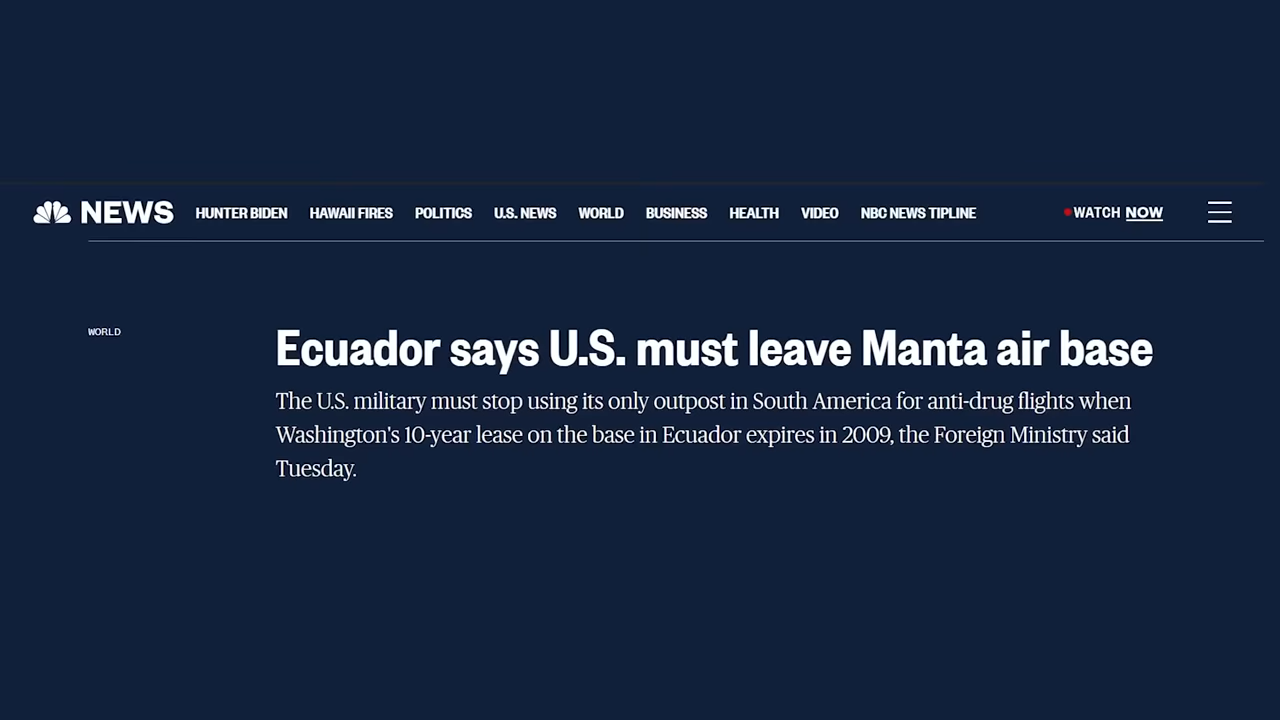 NEWS HUNTER BIDEN HAWAII FIRES POLITICS U.S. NEWS WORLD BUSINESS HEALTH VIDEO NBC NEWS TIPLINE WATCH NOW
WORLD
Ecuador says U.S. must leave Manta air base
The U.S. military must stop using its only outpost in South America for anti-drug flights when
Washington's 10-year lease on the base in Ecuador expires in 2009, the Foreign Ministry said
Tuesday.